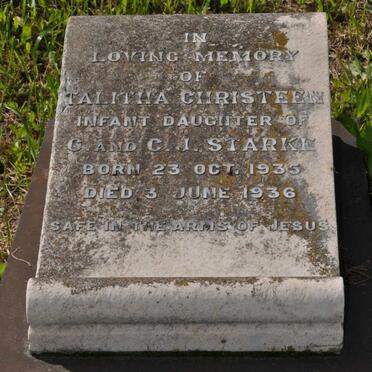 IN
LOVING MEMORY
OF
TALITHA CHRISTEEN
INFANT DAUGHTER OF
G. AND C. J. STARKE
BORN 23 OCT. 1935
DIED 3 JUNE 1936
SAFE IN THE ARMS OF JESUS